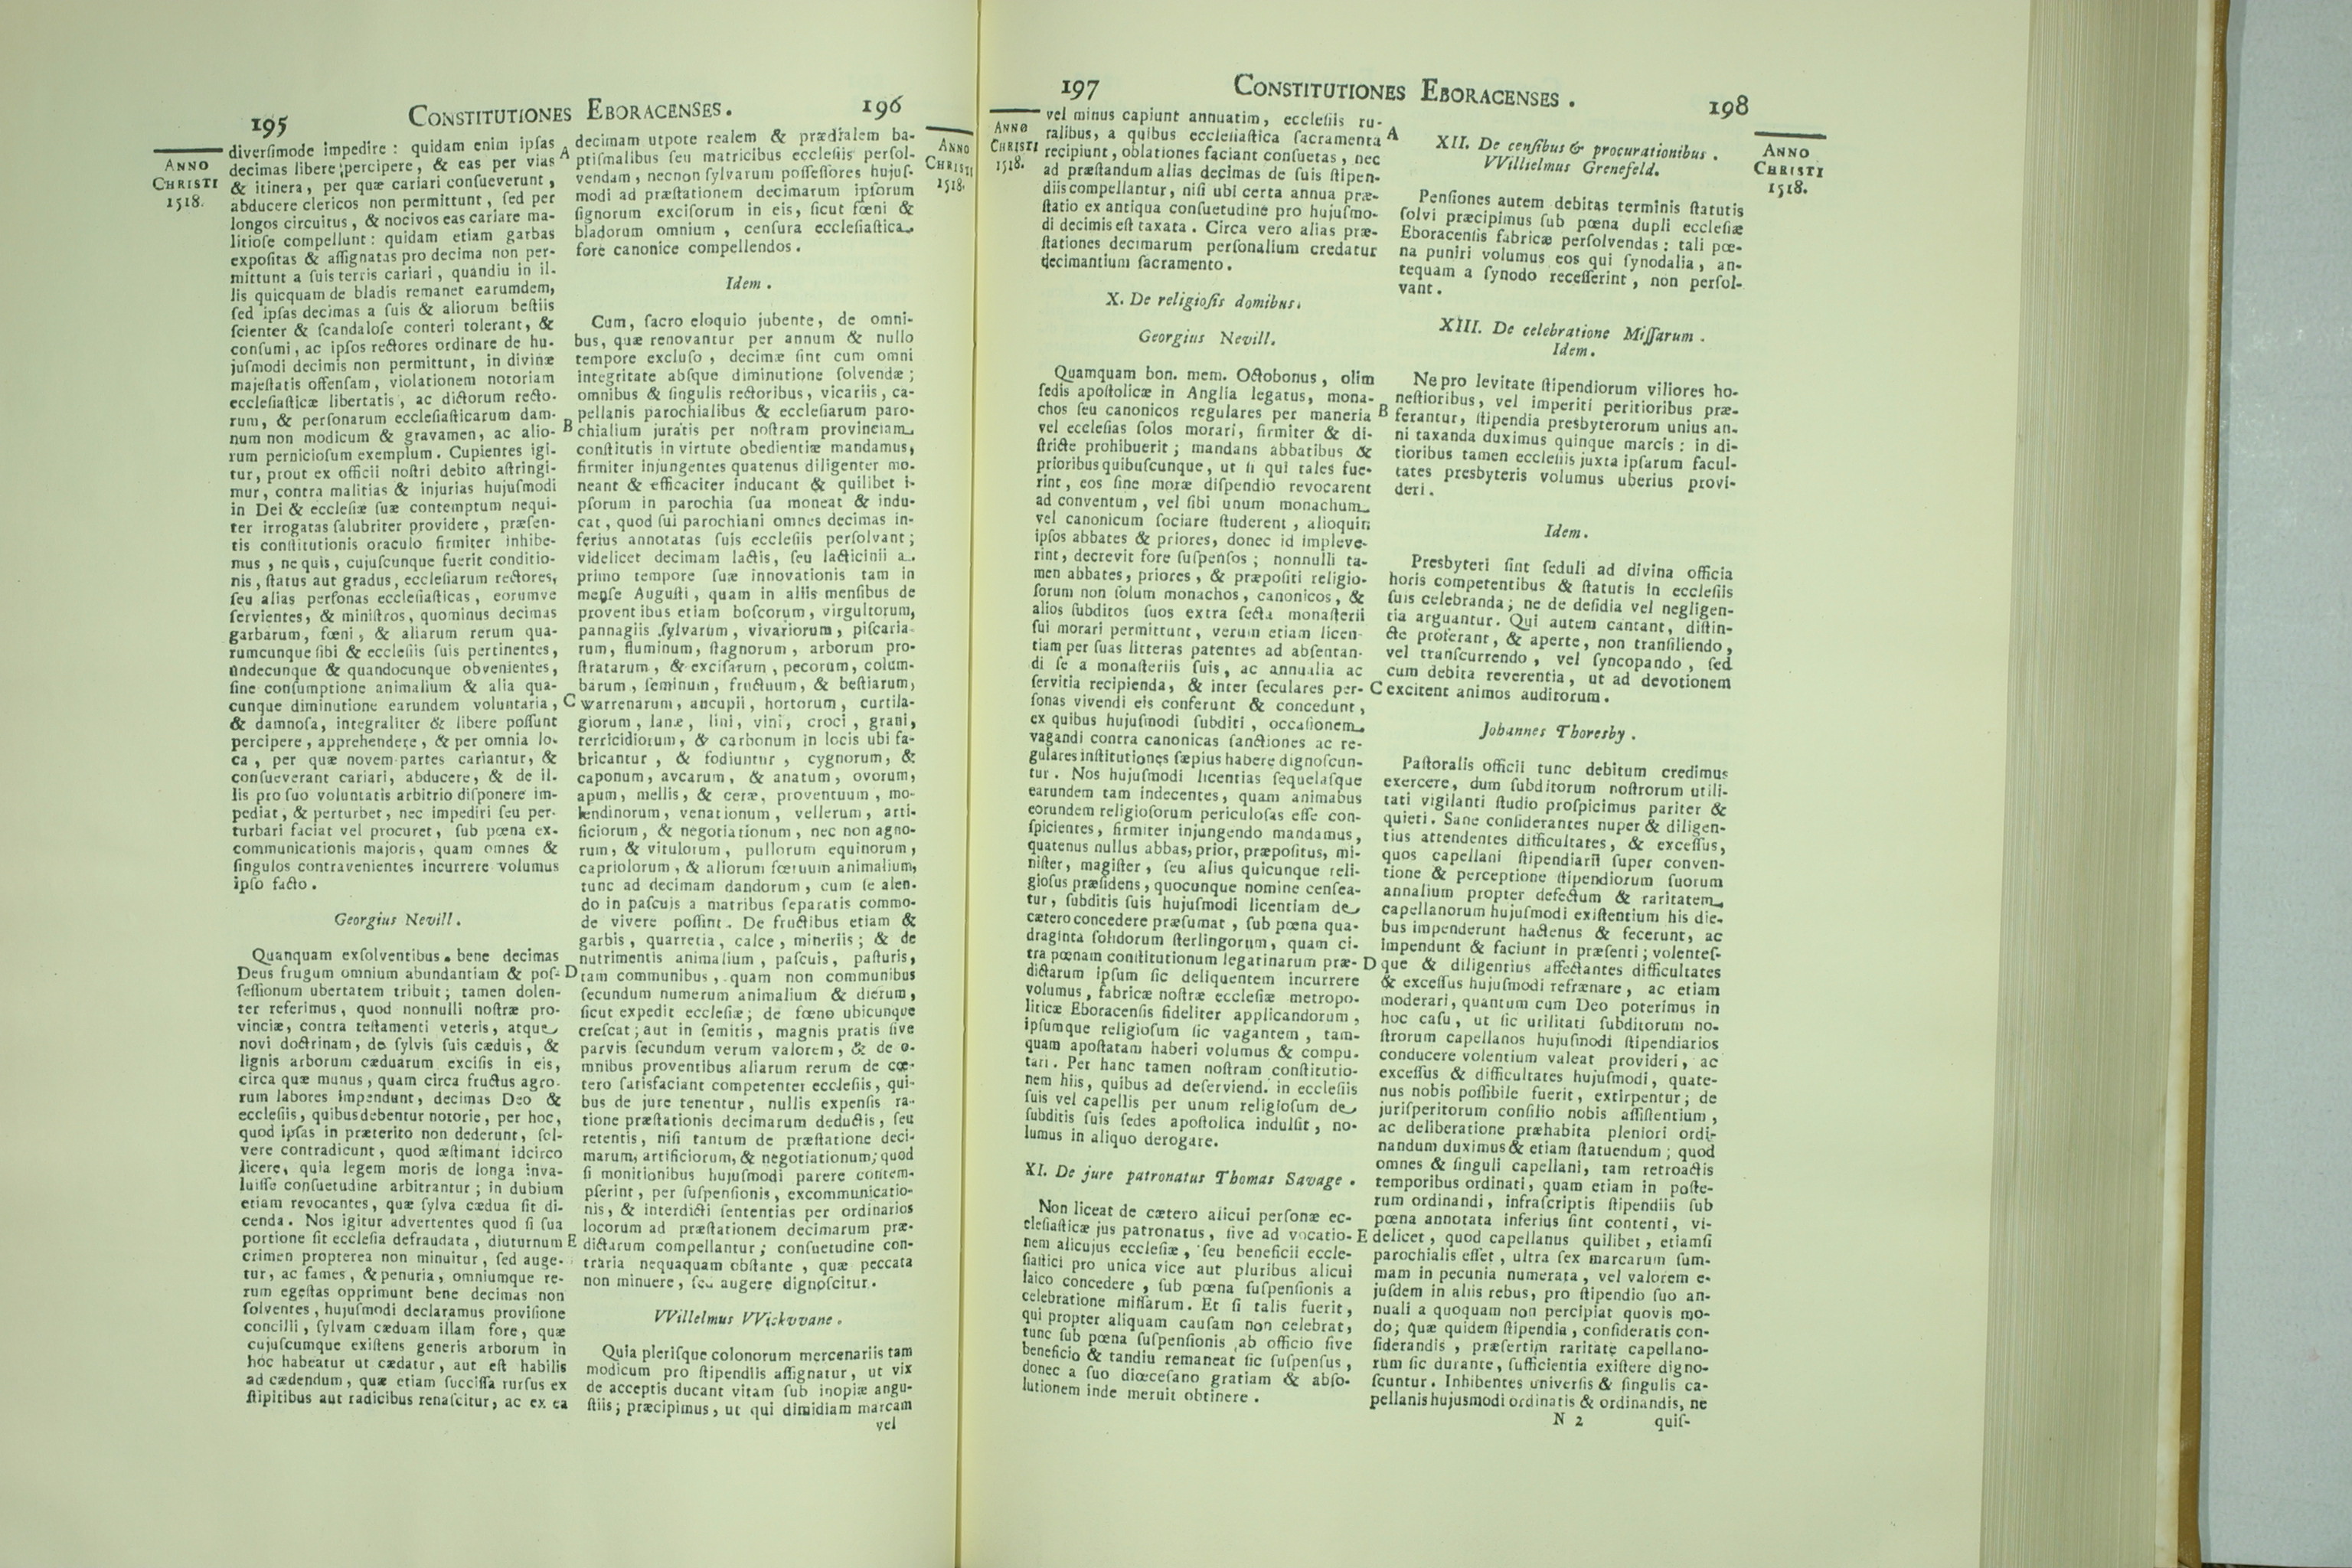 195
CONSTITUTIONES EBORACENSES.
196
ANNO
CHRISTI
1518.
diverſimode impedire : quidam enim ipſas
decimas libere percipere, & eas per vias
& itinera, per quæ cariari conſueverunt,
abducere clericos non permittunt, ſed per
longos circuitus, & nocivos eas cariare ma-
litioſe compellunt : quidam etiam garbas
expoſitas & aſſignatas pro decima non per-
mittunt a ſuis terris cariari, quandiu in il-
lis quicquam de bladis remanet earumdem,
ſed ipſas decimas a ſuis & aliorum beſtiis
ſcienter & ſcandaloſe conteri tolerant, &
conſumi, ac ipſos rectores ordinare de hu-
juſmodi decimis non permittunt, in divinæ
majeſtatis offenſam, violationem notoriam
eccleſiaſticæ libertatis, ac dictorum recto-
rum, & perſonarum eccleſiaſticarum dam-
num non modicum & gravamen, ac alio-
rum pernicioſum exemplum. Cupientes igi-
tur, prout ex officii noſtri debito aſtringi-
mur, contra malitias & injurias hujuſmodi
in Dei & eccleſiæ ſuæ contemptum nequi-
ter irrogatas ſalubriter providere, præſen-
tis conſtitutionis oraculo firmiter inhibe-
mus, ne quis, cujuſcunque fuerit conditio-
nis, ſtatus aut gradus, eccleſiarum rectores,
ſeu alias perſonas eccleſiaſticas, eorumve
ſervientes, & miniſtros, quominus decimas
garbarum, fœni, & aliarum rerum qua-
rumcunque ſibi & eccleſiis ſuis pertinentes,
undecunque & quandocunque obvenientes,
ſine conſumptione animalium & alia qua-
cunque diminutione earundem voluntaria,
& damnoſa, integraliter & libere poſſunt
percipere, apprehendere, & per omnia lo-
ca, per quæ novem partes cariantur, &
conſueverant cariari, abducere, & de il-
lis pro ſuo voluntatis arbitrio diſponere im-
pediat, & perturbet, nec impediri ſeu per-
turbari faciat vel procuret, ſub pœna ex-
communicationis majoris, quam omnes &
ſingulos contravenientes incurrere volumus
ipſo facto.
Georgius Nevill.
Quanquam exſolventibus bene decimas
Deus frugum omnium abundantiam & poſ-
ſeſſionum ubertatem tribuit ; tamen dolen-
ter referimus, quod nonnulli noſtræ pro-
vinciæ, contra teſtamenti veteris, atque
novi doctrinam, de ſylvis ſuis cæduis, &
lignis arborum cæduarum exciſis in eis,
circa quæ munus, quam circa fructus agro-
rum labores impendunt, decimas Deo &
eccleſiis, quibus debentur notorie, per hoc,
quod ipſas in præterito non dederunt, ſol-
vere contradicunt, quod æſtimant idcirco
licere, quia legem moris de longa inva-
luiſſe conſuetudine arbitrantur ; in dubium
etiam revocantes, quæ ſylva cædua ſit di-
cenda. Nos igitur advertentes quod ſi ſua
portione ſit eccleſia defraudata, diuturnum
crimen propterea non minuitur, ſed auge-
tur, ac fames, & penuria, omniumque re-
rum egeſtas opprimunt bene decimas non
ſolventes, hujuſmodi declaramus proviſione
concilii, ſylvam cæduam illam fore, quæ
cujuſcumque exiſtens generis arborum in
hoc habeatur ut cædatur, aut eſt habilis
ad cædendum, quæ etiam ſucciſſa rurſus ex
ſtipitibus aut radicibus renaſcitur, ac ex ea
A
B
C
D
E
decimam utpote realem & prædialem ba-
ptiſmalibus ſeu matricibus eccleſiis perſol-
vendam, necnon ſylvarum poſſeſſores hujuſ-
modi ad præſtationem decimarum ipſorum
ſignorum exciſorum in eis, ſicut fœni &
bladorum omnium, cenſura eccleſiaſtica
fore canonice compellendos.
Idem.
Cum, ſacro eloquio jubente, de omni-
bus, quæ renovantur per annum & nullo
tempore excluſo, decimæ ſint cum omni
integritate abſque diminutione ſolvendæ ;
omnibus & ſingulis rectoribus, vicariis, ca-
pellanis parochialibus & eccleſiarum paro-
chialium juratis per noſtram provinciam
conſtitutis in virtute obedientiæ mandamus,
firmiter injungentes quatenus diligenter mo-
neant & efficaciter inducant & quilibet i-
pſorum in parochia ſua moneat & indu-
cat, quod ſui parochiani omnes decimas in-
ferius annotatas ſuis eccleſiis perſolvant ;
videlicet decimam lactis, ſeu lacticinii a
primo tempore ſuæ innovationis tam in
menſe Auguſti, quam in aliis menſibus de
provent ibus etiam boſcorum, virgultorum,
pannagiis ſylvarum, vivariorum, piſcaria-
rum, fluminum, ſtagnorum, arborum pro-
ſtratarum, & exciſarum, pecorum, colum-
barum, ſeminum, fructuum, & beſtiarum,
warrenarum, aucupii, hortorum, curtila-
giorum, lanæ, lini, vini, croci, grani,
terricidiorum, & carbonum in locis ubi fa-
bricantur, & fodiuntur, cygnorum, &
caponum, avcarum, & anatum, ovorum,
apum, mellis, & ceræ, proventuum, mo-
lendinorum, venationum, vellerum, arti-
ficiorum, & negotiationum, nec non agno-
rum, & vitulorum, pullorum equinorum,
capriolorum, & aliorum fœtuum animalium,
tunc ad decimam dandorum, cum ſe alen-
do in paſcuis a matribus ſeparatis commo-
de vivere poſſint. De fructibus etiam &
garbis, quarreria, calce, mineriis ; & de
nutrimentis animalium, paſcuis, paſturis,
tam communibus, quam non communibus
ſecundum numerum animalium & dierum,
ſicut expedit eccleſiæ ; de fœno ubicunque
creſcat ; aut in ſemitis, magnis pratis ſive
parvis ſecundum verum valorem, & de o-
mnibus proventibus aliarum rerum de cœ-
tero ſatisfaciant competenter eccleſiis, qui-
bus de jure tenentur, nullis expenſis ra-
tione præſtationis decimarum deductis, ſeu
retentis, niſi tantum de præſtatione deci-
marum, artificiorum, & negotiationum; quod
ſi monitionibus hujuſmodi parere contem-
pſerint, per ſuſpenſionis, excommunicatio-
nis, & interdicti ſententias per ordinarios
locorum ad præſtationem decimarum præ-
dictarum compellantur ; conſuetudine con-
traria nequaquam obſtante, quæ peccata
non minuere, ſeu augere dignoſcitur.
VVillelmus VVickvvane.
Quia pleriſque colonorum mercenariis tam
modicum pro ſtipendiis aſſignatur, ut vix
de acceptis ducant vitam ſub inopiæ angu-
ſtiis ; præcipimus, ut qui dimidiam marcam
vel
ANNO
CHRISTI
1518.
197
CONSTITUTIONES EBORACENSES.
198
ANNO
CHRISTI
1518.
vel minus capiunt annuatim, eccleſiis ru-
ralibus, a quibus eccleſiaſtica ſacramenta
recipiunt, oblationes faciant conſuetas, nec
ad præſtandum alias decimas de ſuis ſtipen-
diis compellantur, niſi ubi certa annua præ-
ſtatio ex antiqua conſuetudine pro hujuſmo-
di decimis eſt taxata. Circa vero alias præ-
ſtationes decimarum perſonalium credatur
decimantium ſacramento.
X. De religioſis domibus.
Georgius Nevill.
Quamquam bon. mem. Octobonus, olim
ſedis apoſtolicæ in Anglia legatus, mona-
chos ſeu canonicos regulares per maneria
vel eccleſias ſolos morari, firmiter & di-
ſtricte prohibuerit ; mandans abbatibus &
prioribus quibuſcunque, ut ſi qui tales fue-
rint, eos ſine moræ diſpendio revocarent
ad conventum, vel ſibi unum monachum
vel canonicum ſociare ſtuderent, alioquin
ipſos abbates & priores, donec id impleve-
rint, decrevit fore ſuſpenſos ; nonnulli ta-
men abbates, priores, & præpoſiti religio-
ſorum non ſolum monachos, canonicos, &
alios ſubditos ſuos extra ſecta monaſterii
ſui morari permittunt, verum etiam licen-
tiam per ſuas litteras patentes ad abſentan-
di ſe a monaſteriis ſuis, ac annualia ac
ſervitia recipienda, & inter ſeculares per-
ſonas vivendi eis conferunt & concedunt,
ex quibus hujuſmodi ſubditi, occaſionem
vagandi contra canonicas ſanctiones ac re-
gulares inſtitutiones ſæpius habere dignoſcun-
tur. Nos hujuſmodi licentias ſequelaſque
earundem tam indecentes, quam animabus
eorundem religioſorum periculoſas eſſe con-
ſpicientes, firmiter injungendo mandamus,
quatenus nullus abbas, prior, præpoſitus, mi-
niſter, magiſter, ſeu alius quicunque reli-
gioſus præſidens, quocunque nomine cenſea-
tur, ſubditis ſuis hujuſmodi licentiam de
cætero concedere præſumat, ſub pœna qua-
draginta ſolidorum ſterlingorum, quam ci-
tra pœnam conſtitutionum legatinarum præ-
dictarum ipſum ſic deliquentem incurrere
volumus, fabricæ noſtræ eccleſiæ metropo-
liticæ Eboracenſis fideliter applicandorum,
ipſumque religioſum ſic vagantem, tam-
quam apoſtatam haberi volumus & compu-
tari. Per hanc tamen noſtram conſtitutio-
nem hiis, quibus ad deſerviend. in eccleſiis
ſuis vel capellis per unum religioſum de
ſubditis ſuis ſedes apoſtolica indulſit, no-
lumus in aliquo derogare.
XI. De jure patronatus Thomas Savage.
Non liceat de cætero alicui perſonæ ec-
cleſiaſticæ jus patronatus, ſive ad vocatio-
nem alicujus eccleſiæ, ſeu beneficii eccle-
ſiaſtici pro unica vice aut pluribus alicui
laico concedere, ſub pœna ſuſpenſionis a
celebratione miſſarum. Et ſi talis fuerit,
qui propter aliquam cauſam non celebrat,
tunc ſub pœna ſuſpenſionis ab officio ſive
beneficio & tandiu remaneat ſic ſuſpenſus,
donec a ſuo diœceſano gratiam & abſo-
lutionem inde meruit obtinere.
A
B
C
D
E
XII. De cenſibus & procurationibus.
VVillielmus Grenefeld.
Penſiones autem debitas terminis ſtatutis
ſolvi præcipimus ſub pœna dupli eccleſiæ
Eboracenſis fabricæ perſolvendas : tali pœ-
na puniri volumus eos qui ſynodalia, an-
tequam a ſynodo receſſerint, non perſol-
vant.
XIII. De celebratione Miſſarum.
Idem.
Ne pro levitate ſtipendiorum viliores ho-
neſtioribus, vel imperiti peritioribus præ-
ferantur, ſtipendia presbyterorum unius an-
ni taxanda duximus quinque marcis : in di-
tioribus tamen eccleſiis juxta ipſarum facul-
tates presbyteris volumus uberius provi-
deri.
Idem.
Presbyteri ſint ſeduli ad divina officia
horis competentibus & ſtatutis in eccleſiis
ſuis celebranda ; ne de deſidia vel negligen-
tia arguantur. Qui autem cantant, diſtin-
cte proferant, & aperte, non tranſiliendo,
vel tranſcurrendo, vel ſyncopando, ſed
cum debita reverentia, ut ad devotionem
excitent animos auditorum.
Johannes Thoresby.
Paſtoralis officii tunc debitum credimus
exercere, dum ſubditorum noſtrorum utili-
tati vigilanti ſtudio proſpicimus pariter &
quieti. Sane conſiderantes nuper & diligen-
tius attendentes difficultates, & exceſſus,
quos capellani ſtipendiarii ſuper conven-
tione & perceptione ſtipendiorum ſuorum
annalium propter defectum & raritatem
capellanorum hujuſmodi exiſtentium his die-
bus impenderunt hactenus & fecerunt, ac
impendunt & faciunt in præſenti ; volenteſ-
que & diligentius affectantes difficultates
& exceſſus hujuſmodi refrænare, ac etiam
moderari, quantum cum Deo poterimus in
hoc caſu, ut ſic utilitati ſubditorum no-
ſtrorum capellanos hujuſmodi ſtipendiarios
conducere volentium valeat provideri, ac
exceſſus & difficultates hujuſmodi, quate-
nus nobis poſſibile fuerit, extirpentur ; de
juriſperitorum conſilio nobis aſſiſtentium,
ac deliberatione præhabita pleniori ordi-
nandum duximus & etiam ſtatuendum ; quod
omnes & ſinguli capellani, tam retroactis
temporibus ordinati, quam etiam in poſte-
rum ordinandi, infraſcriptis ſtipendiis ſub
pœna annotata inferius ſint contenti, vi-
delicet, quod capellanus quilibet, etiamſi
parochialis eſſet, ultra ſex marcarum ſum-
mam in pecunia numerata, vel valorem e-
juſdem in aliis rebus, pro ſtipendio ſuo an-
nuali a quoquam non percipiat quovis mo-
do ; quæ quidem ſtipendia, conſideratis con-
ſiderandis, præſertim raritate capellano-
rum ſic durante, ſufficientia exiſtere digno-
ſcuntur. Inhibentes univerſis & ſingulis ca-
pellanis hujusmodi ordinatis & ordinandis, ne
N 2
quiſ-